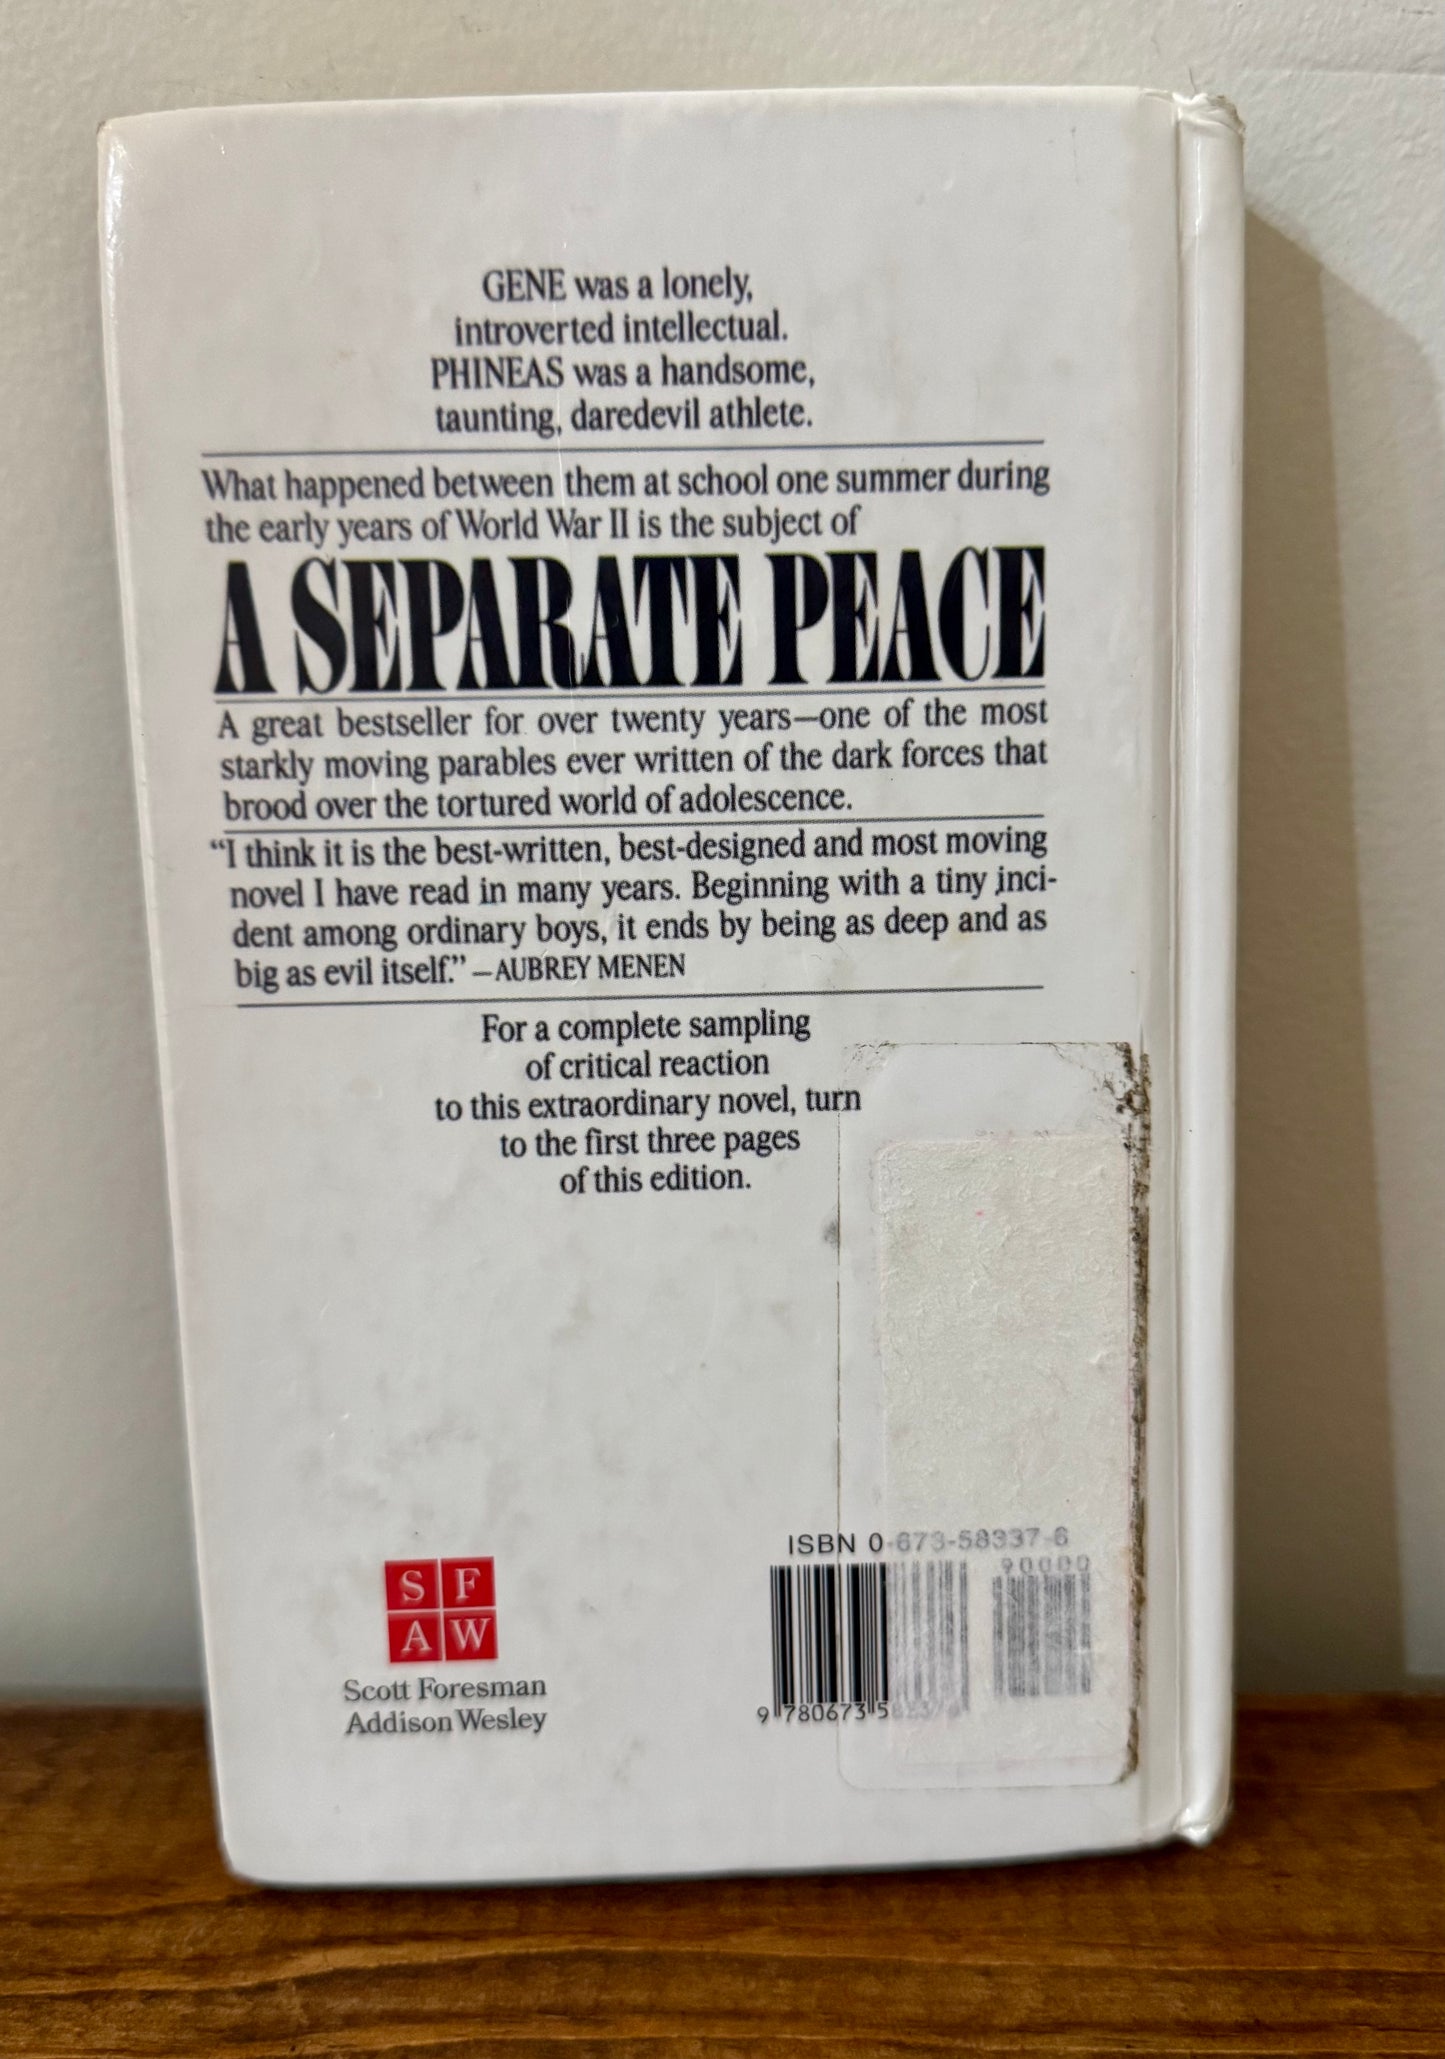 GENE was a lonely,
introverted intellectual.
PHINEAS was a handsome,
taunting, daredevil athlete.
What happened between them at school one summer during
the early years of World War II is the subject of
A SEPARATE PEACE
A great bestseller for over twenty years—one of the most
starkly moving parables ever written of the dark forces that
brood over the tortured world of adolescence.
“I think it is the best-written, best-designed and most moving
novel I have read in many years. Beginning with a tiny inci-
dent among ordinary boys, it ends by being as deep and as
big as evil itself.” —AUBREY MENEN
For a complete sampling
of critical reaction
to this extraordinary novel, turn
to the first three pages
of this edition.
ISBN 0-673-58337-6
90000
9 780673 583376
S F
A W
Scott Foresman
Addison Wesley